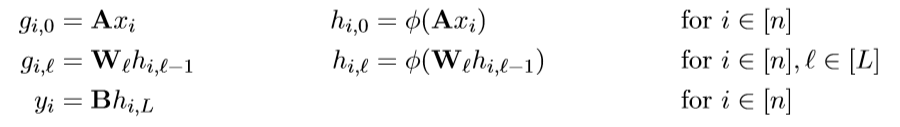 g_{i,0} = Ax_i h_{i,0} = ϕ(Ax_i) for i ∈ [n]
g_{i,ℓ} = W_ℓ h_{i,ℓ−1} h_{i,ℓ} = ϕ(W_ℓ h_{i,ℓ−1}) for i ∈ [n], ℓ ∈ [L]
y_i = Bh_{i,L} for i ∈ [n]